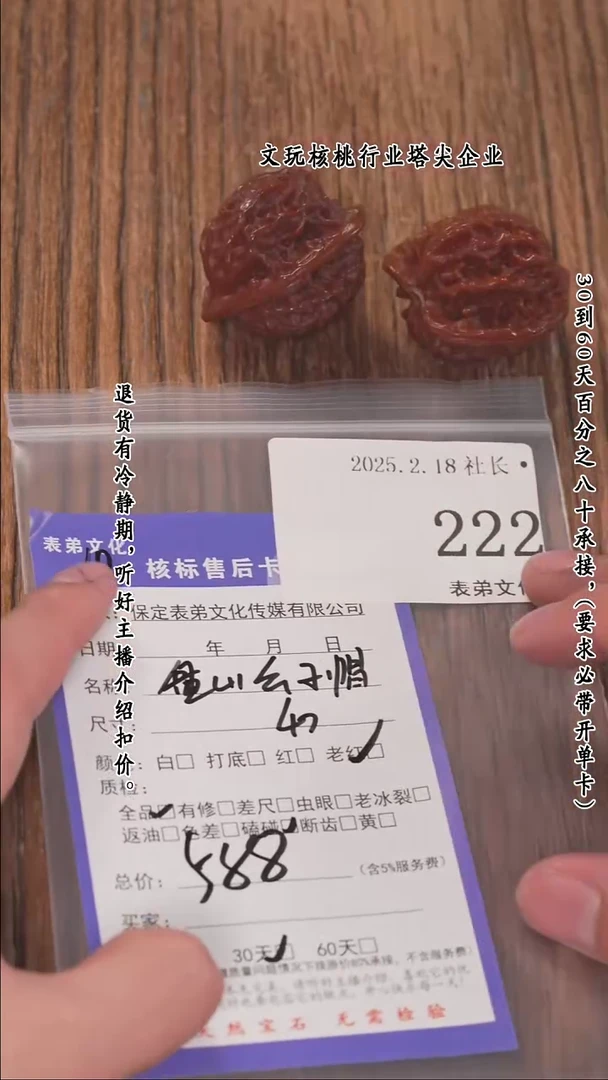 文玩核桃行业塔尖企业
30到60天百分之八十承接，（要求必带开单卡）
退货有冷静期，听好主播介绍扣价。
2025.2.18 社长·
222
表弟文化
表弟文化
核标售后卡
保定表弟文化传媒有限公司
日期： 年 月 日
名称
尺寸：
颜 ：白□ 打底□ 红□ 老红□
质检：
全品□有修□差尺□虫眼□老冰裂□
返油□色差□磕碰□断齿□黄□
总价：588（含5%服务费）
买家：
30天□ 60天□
天然宝石 无需检验